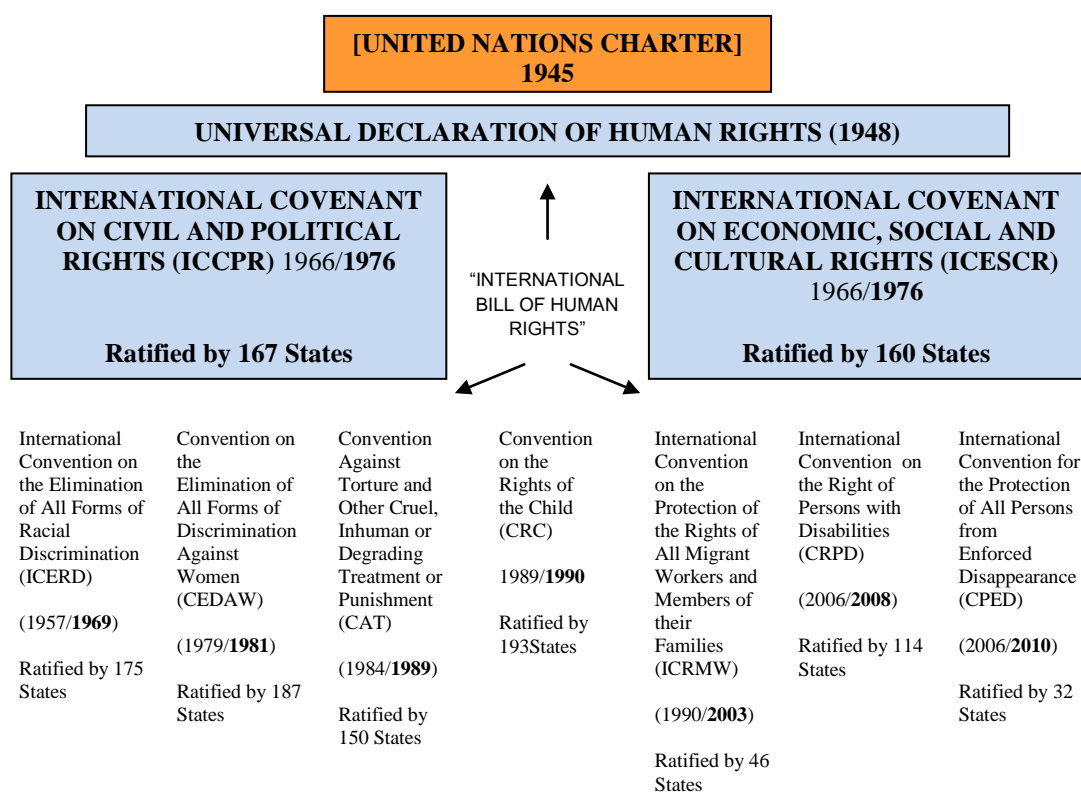 [UNITED NATIONS CHARTER]
1945
UNIVERSAL DECLARATION OF HUMAN RIGHTS (1948)
INTERNATIONAL COVENANT
ON CIVIL AND POLITICAL
RIGHTS (ICCPR) 1966/1976
Ratified by 167 States
“INTERNATIONAL
BILL OF HUMAN
RIGHTS”
INTERNATIONAL COVENANT
ON ECONOMIC, SOCIAL AND
CULTURAL RIGHTS (ICESCR)
1966/1976
Ratified by 160 States
International
Convention on
the Elimination
of All Forms of
Racial
Discrimination
(ICERD)
(1957/1969)
Ratified by 175
States
Convention on
the
Elimination of
All Forms of
Discrimination
Against
Women
(CEDAW)
(1979/1981)
Ratified by 187
States
Convention
Against
Torture and
Other Cruel,
Inhuman or
Degrading
Treatment or
Punishment
(CAT)
(1984/1989)
Ratified by
150 States
Convention
on the
Rights of
the Child
(CRC)
1989/1990
Ratified by
193States
International
Convention
on the
Protection of
the Rights of
All Migrant
Workers and
Members of
their
Families
(ICRMW)
(1990/2003)
Ratified by 46
States
International
Convention on
the Right of
Persons with
Disabilities
(CRPD)
(2006/2008)
Ratified by 114
States
International
Convention for
the Protection
of All Persons
from
Enforced
Disappearance
(CPED)
(2006/2010)
Ratified by 32
States